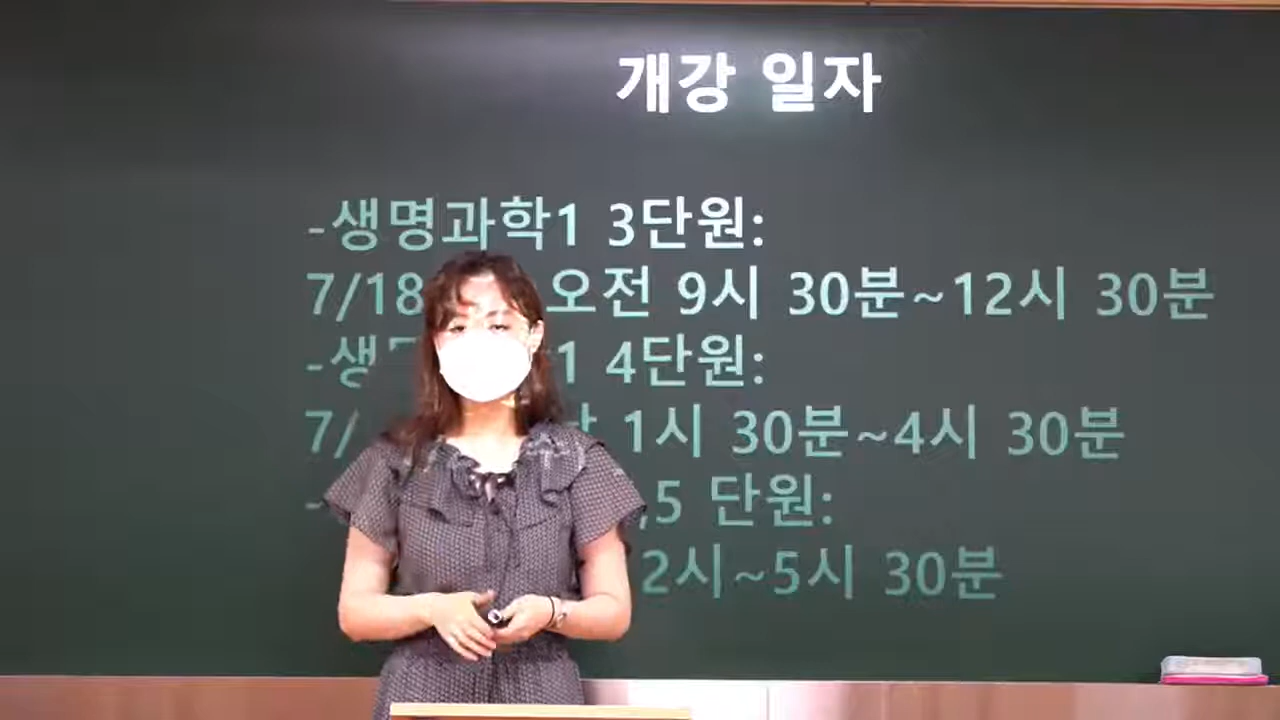 개강 일자
-생명과학1 3단원:
7/18 오전 9시 30분~12시 30분
-생 1 4단원:
7/ 1시 30분~4시 30분
- ,5 단원:
2시~5시 30분